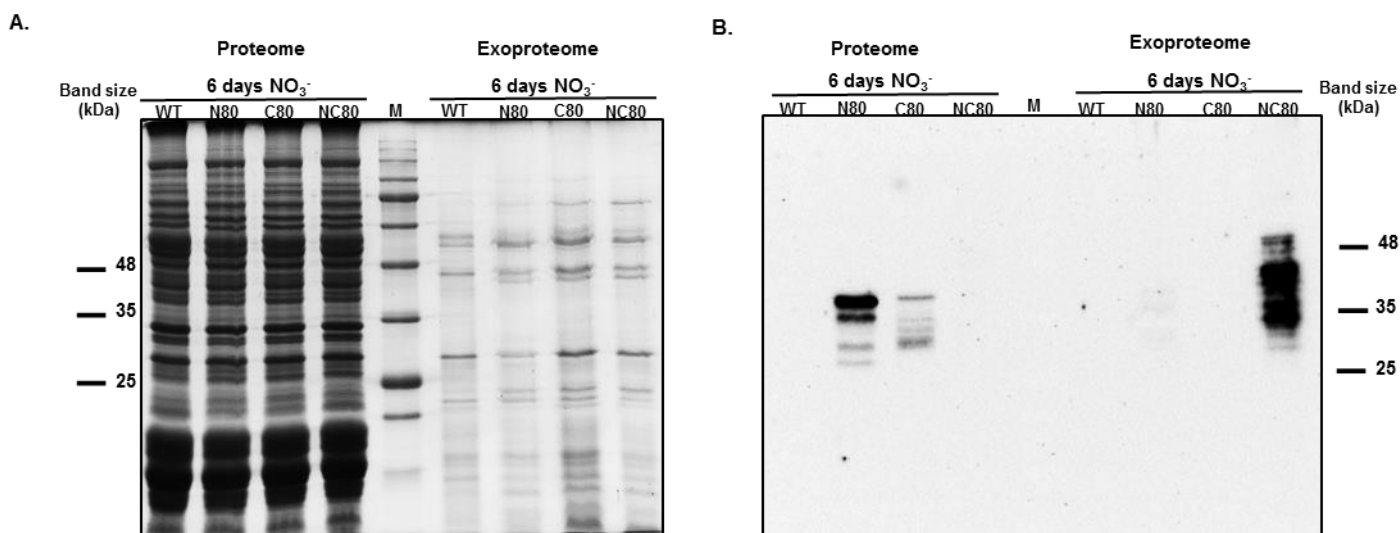 A.
Proteome
Exoproteome
6 days NO₃⁻
6 days NO₃⁻
Band size
(kDa)
WT N80 C80 NC80 M WT N80 C80 NC80
48
35
25
B.
Proteome
Exoproteome
6 days NO₃⁻
6 days NO₃⁻
Band size
(kDa)
WT N80 C80 NC80 M WT N80 C80 NC80
48
35
25